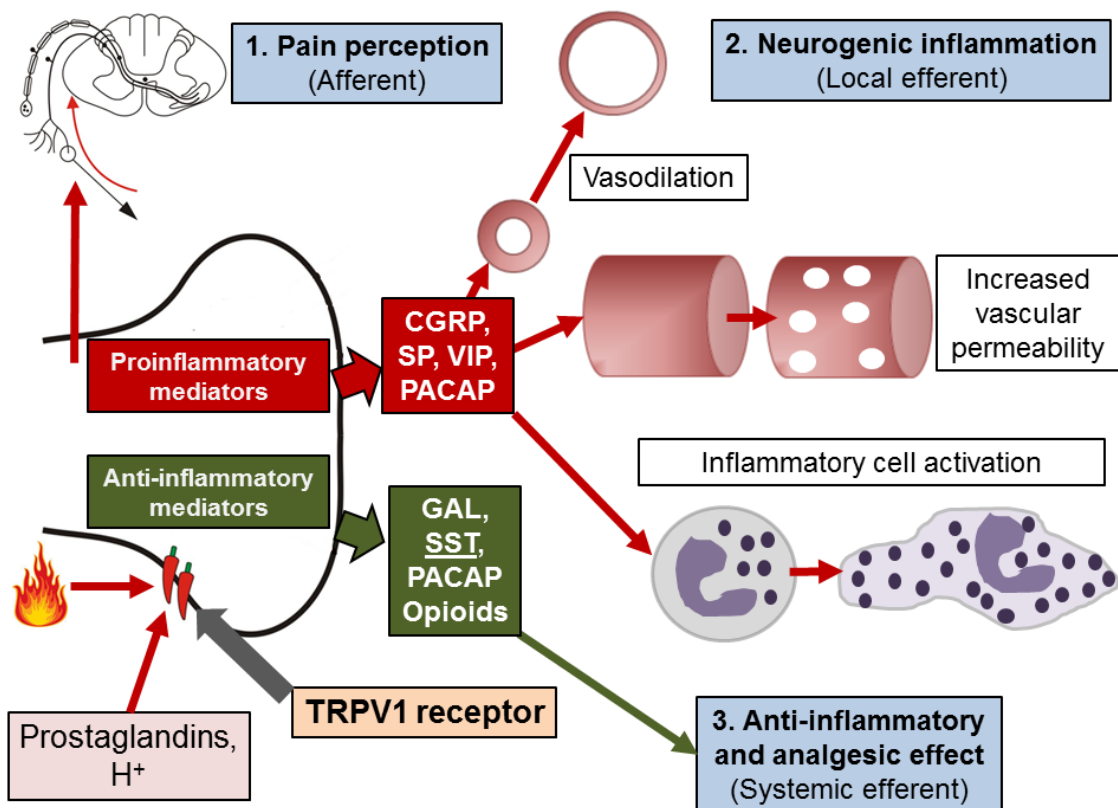 1. Pain perception
(Afferent)
2. Neurogenic inflammation
(Local efferent)
Vasodilation
Increased
vascular
permeability
CGRP,
SP, VIP,
PACAP
Proinflammatory
mediators
Inflammatory cell activation
Anti-inflammatory
mediators
GAL,
SST,
PACAP
Opioids
TRPV1 receptor
Prostaglandins,
H⁺
3. Anti-inflammatory
and analgesic effect
(Systemic efferent)